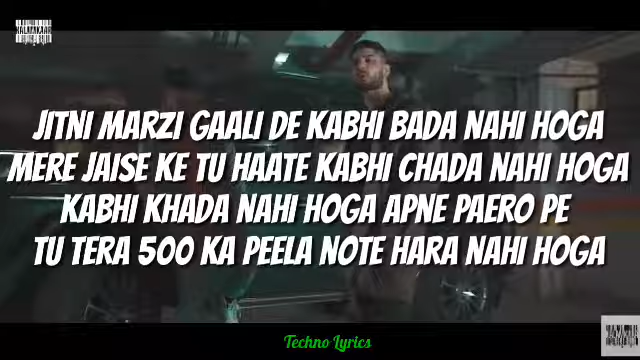 KALAMKAAR
JITNI MARZI GAALI DE KABHI BADA NAHI HOGA
MERE JAISE KE TU HAATE KABHI CHADA NAHI HOGA
KABHI KHADA NAHI HOGA APNE PAERO PE
TU TERA 500 KA PEELA NOTE HARA NAHI HOGA
Techno Lyrics